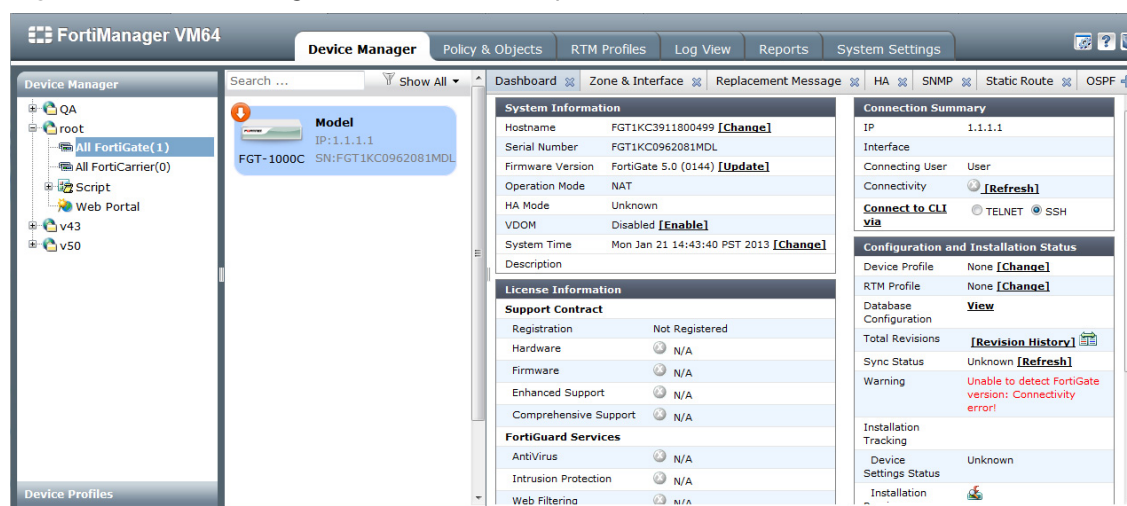 FortiManager VM64
Device Manager Policy & Objects RTM Profiles Log View Reports System Settings
Device Manager
QA
root
All FortiGate(1)
All FortiCarrier(0)
Script
Web Portal
v43
v50
Device Profiles
Search ... Show All
Model
IP:1.1.1.1
FGT-1000C SN:FGT1KC0962081MDL
Dashboard Zone & Interface Replacement Message HA SNMP Static Route OSPF
System Information
Hostname FGT1KC3911800499 [Change]
Serial Number FGT1KC0962081MDL
Firmware Version FortiGate 5.0 (0144) [Update]
Operation Mode NAT
HA Mode Unknown
VDOM Disabled [Enable]
System Time Mon Jan 21 14:43:40 PST 2013 [Change]
Description
License Information
Support Contract
Registration Not Registered
Hardware N/A
Firmware N/A
Enhanced Support N/A
Comprehensive Support N/A
FortiGuard Services
AntiVirus N/A
Intrusion Protection N/A
Web Filtering N/A
Connection Summary
IP 1.1.1.1
Interface
Connecting User User
Connectivity [Refresh]
Connect to CLI TELNET SSH
via
Configuration and Installation Status
Device Profile None [Change]
RTM Profile None [Change]
Database View
Configuration
Total Revisions [Revision History]
Sync Status Unknown [Refresh]
Warning Unable to detect FortiGate
version: Connectivity
error!
Installation
Tracking
Device Unknown
Settings Status
Installation